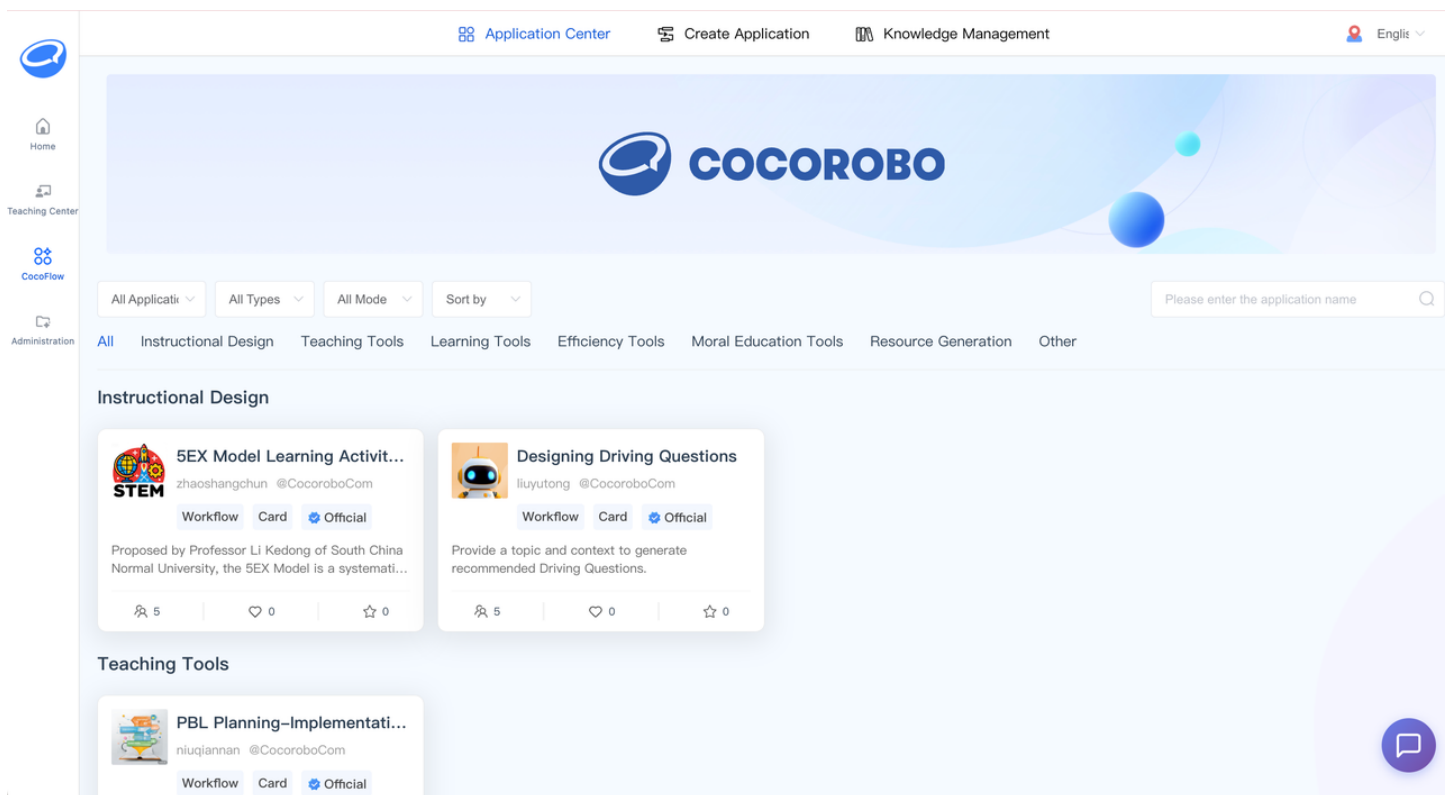 Application Center Create Application Knowledge Management Englis
Home
Teaching Center
CocoFlow
Administration
COCOROBO
All Applicatio All Types All Mode Sort by Please enter the application name
All Instructional Design Teaching Tools Learning Tools Efficiency Tools Moral Education Tools Resource Generation Other
Instructional Design
5EX Model Learning Activit...
zhaoshangchun @CocoroboCom
Workflow Card Official
Proposed by Professor Li Kedong of South China
Normal University, the 5EX Model is a systemati...
5 0 0
STEM
Designing Driving Questions
liuyutong @CocoroboCom
Workflow Card Official
Provide a topic and context to generate
recommended Driving Questions.
5 0 0
Teaching Tools
PBL Planning-Implementati...
niuqiannan @CocoroboCom
Workflow Card Official